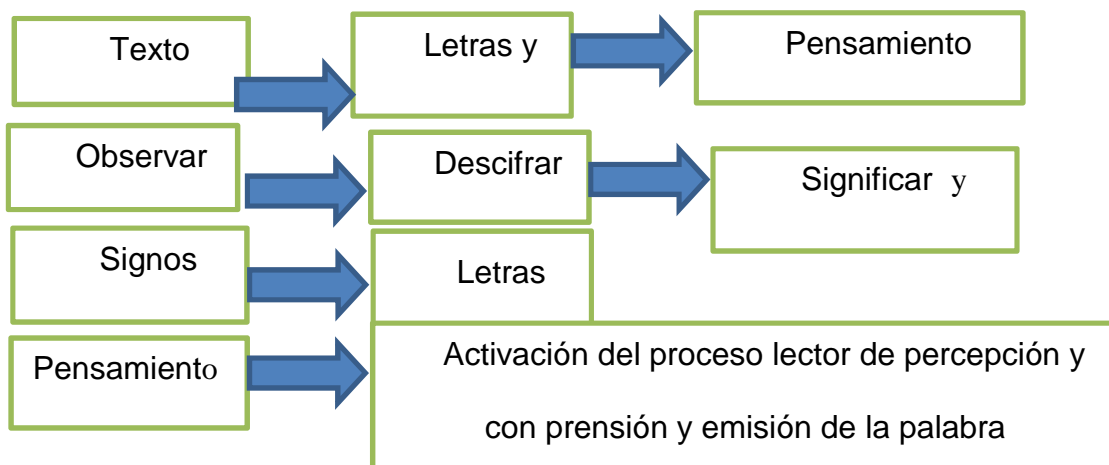 Texto
Letras y
Pensamiento
Observar
Descifrar
Significar y
Signos
Letras
Pensamiento
Activación del proceso lector de percepción y
con prensión y emisión de la palabra